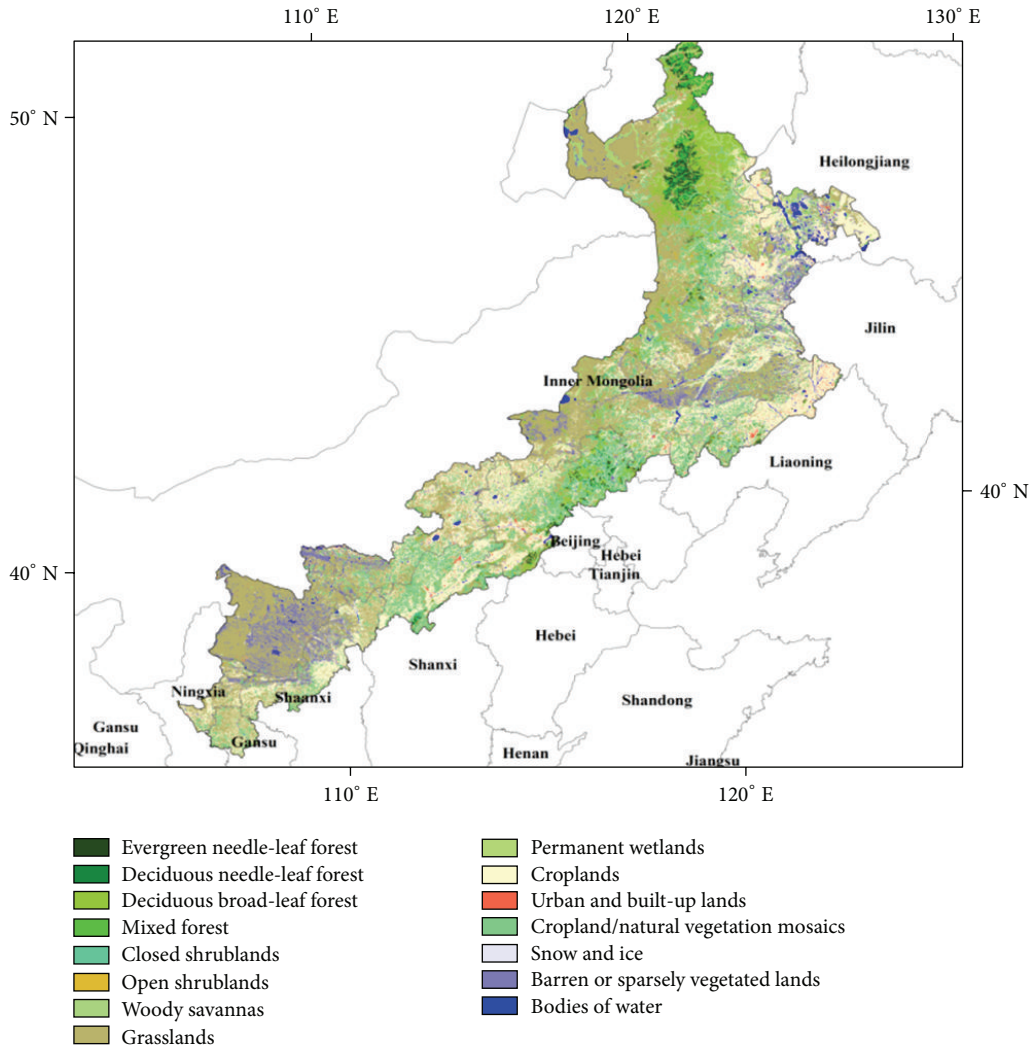 110° E
120° E
130° E
50° N
Heilongjiang
Jilin
Inner Mongolia
Liaoning
40° N
Beijing
Hebei
40° N
Tianjin
Hebei
Shanxi
Ningxia
Shaanxi
Shandong
Gansu
Gansu
Qinghai
Henan
Jiangsu
110° E
120° E
Evergreen needle-leaf forest
Deciduous needle-leaf forest
Deciduous broad-leaf forest
Mixed forest
Closed shrublands
Open shrublands
Woody savannas
Grasslands
Permanent wetlands
Croplands
Urban and built-up lands
Cropland/natural vegetation mosaics
Snow and ice
Barren or sparsely vegetated lands
Bodies of water